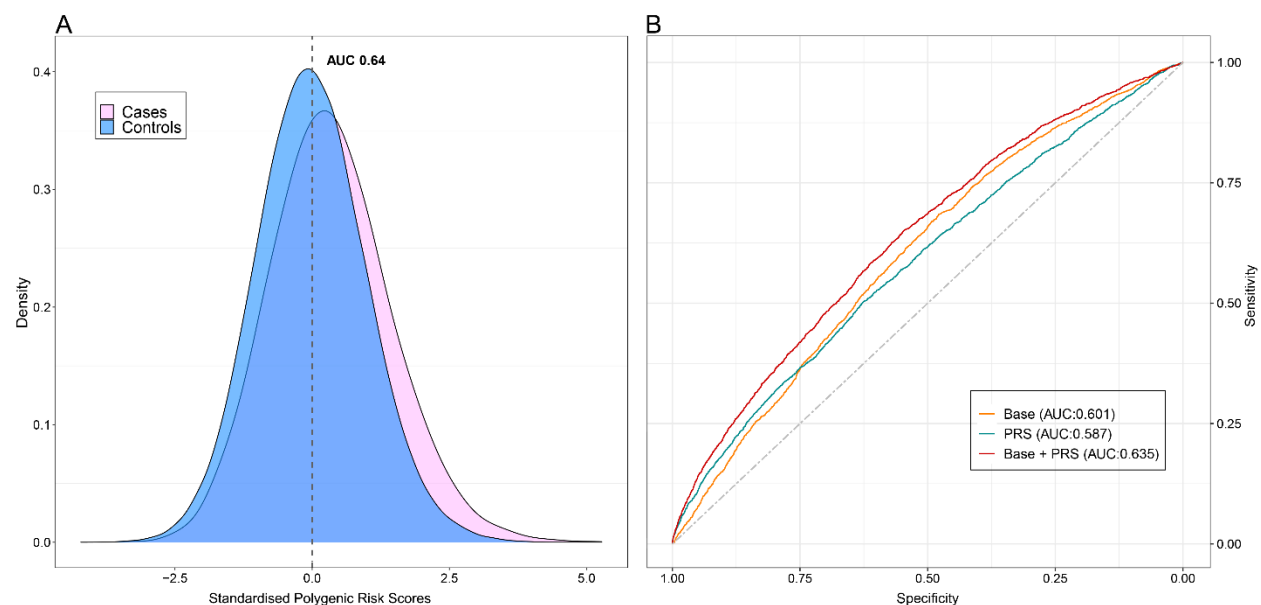 A
AUC 0.64
Cases
Controls
0.4
0.3
0.2
0.1
0.0
Density
−2.5
0.0
2.5
5.0
Standardised Polygenic Risk Scores
B
1.00
0.75
0.50
0.25
0.00
Sensitivity
Base (AUC:0.601)
PRS (AUC:0.587)
Base + PRS (AUC:0.635)
1.00
0.75
0.50
0.25
0.00
Specificity